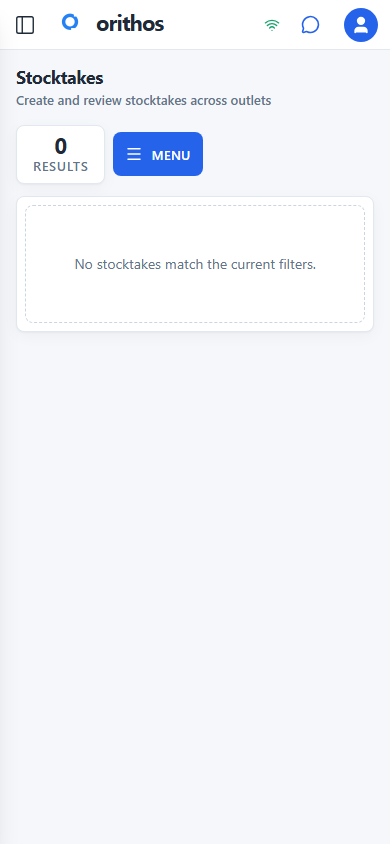 orithos
Stocktakes
Create and review stocktakes across outlets
0
RESULTS
MENU
No stocktakes match the current filters.